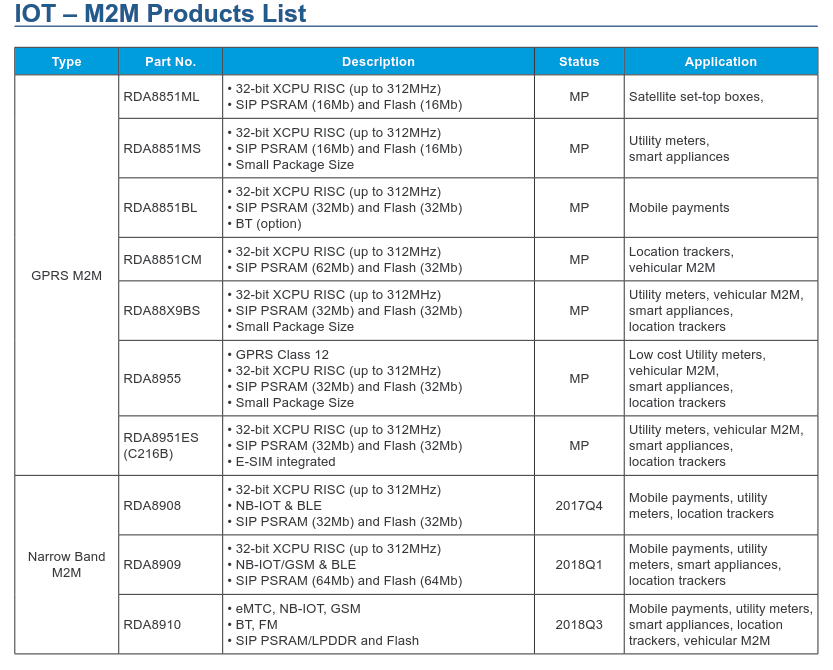 IOT – M2M Products List
Type Part No. Description Status Application
GPRS M2M
RDA8851ML
• 32-bit XCPU RISC (up to 312MHz)
• SIP PSRAM (16Mb) and Flash (16Mb)
MP
Satellite set-top boxes,
RDA8851MS
• 32-bit XCPU RISC (up to 312MHz)
• SIP PSRAM (16Mb) and Flash (16Mb)
• Small Package Size
MP
Utility meters,
smart appliances
RDA8851BL
• 32-bit XCPU RISC (up to 312MHz)
• SIP PSRAM (32Mb) and Flash (32Mb)
• BT (option)
MP
Mobile payments
RDA8851CM
• 32-bit XCPU RISC (up to 312MHz)
• SIP PSRAM (62Mb) and Flash (32Mb)
MP
Location trackers,
vehicular M2M
RDA88X9BS
• 32-bit XCPU RISC (up to 312MHz)
• SIP PSRAM (32Mb) and Flash (32Mb)
• Small Package Size
MP
Utility meters, vehicular M2M,
smart appliances,
location trackers
RDA8955
• GPRS Class 12
• 32-bit XCPU RISC (up to 312MHz)
• SIP PSRAM (32Mb) and Flash (32Mb)
• Small Package Size
MP
Low cost Utility meters,
vehicular M2M,
smart appliances,
location trackers
RDA8951ES
(C216B)
• 32-bit XCPU RISC (up to 312MHz)
• SIP PSRAM (32Mb) and Flash (32Mb)
• E-SIM integrated
MP
Utility meters, vehicular M2M,
smart appliances,
location trackers
Narrow Band
M2M
RDA8908
• 32-bit XCPU RISC (up to 312MHz)
• NB-IOT & BLE
• SIP PSRAM (32Mb) and Flash (32Mb)
2017Q4
Mobile payments, utility
meters, location trackers
RDA8909
• 32-bit XCPU RISC (up to 312MHz)
• NB-IOT/GSM & BLE
• SIP PSRAM (64Mb) and Flash (64Mb)
2018Q1
Mobile payments, utility
meters, smart appliances,
location trackers
RDA8910
• eMTC, NB-IOT, GSM
• BT, FM
• SIP PSRAM/LPDDR and Flash
2018Q3
Mobile payments, utility meters,
smart appliances, location
trackers, vehicular M2M